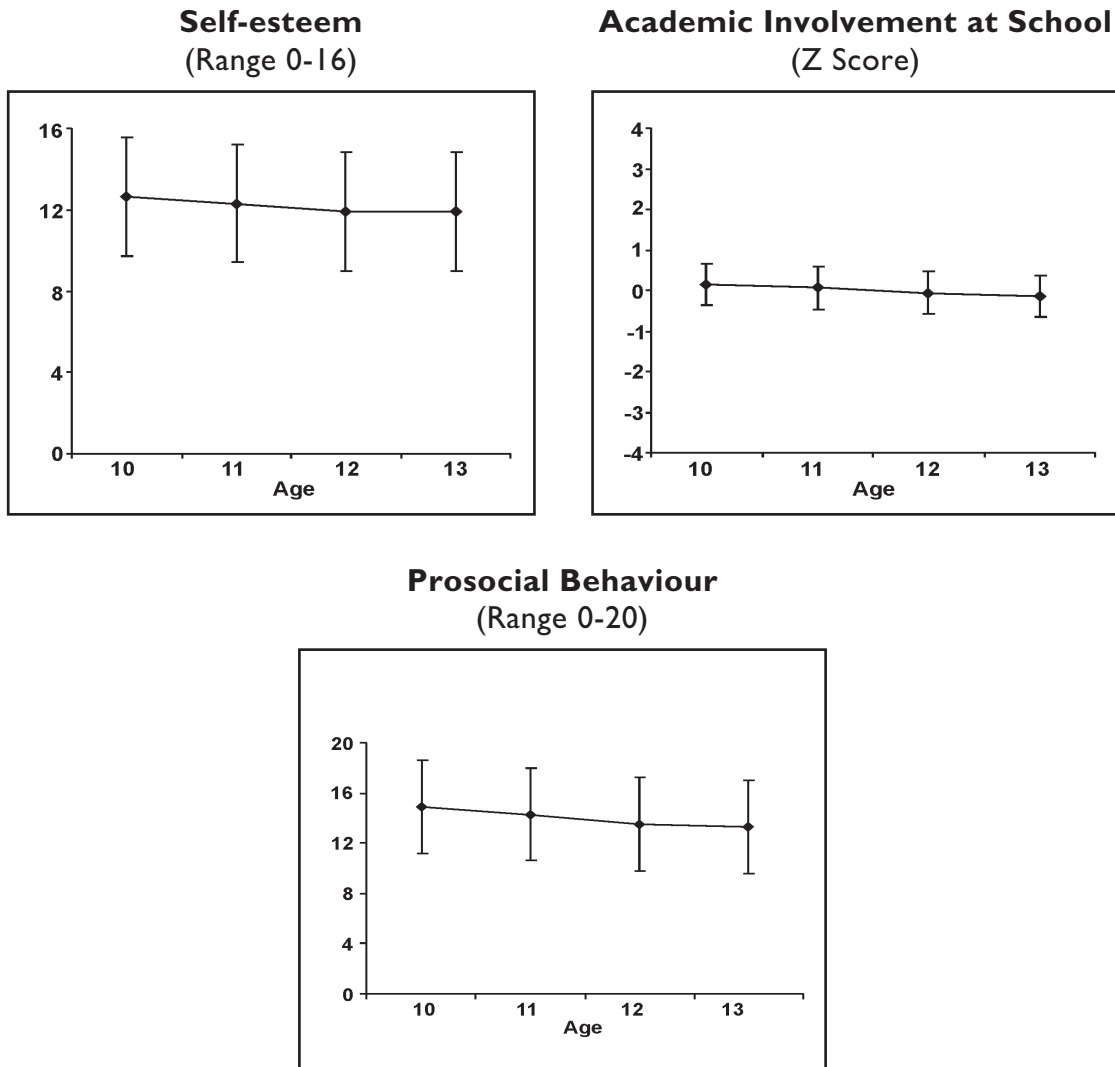 Self-esteem
(Range 0-16)
16
12
8
4
0
10 11 12 13
Age
Academic Involvement at School
(Z Score)
4
3
2
1
0
-1
-2
-3
-4
10 11 12 13
Age
Prosocial Behaviour
(Range 0-20)
20
16
12
8
4
0
10 11 12 13
Age